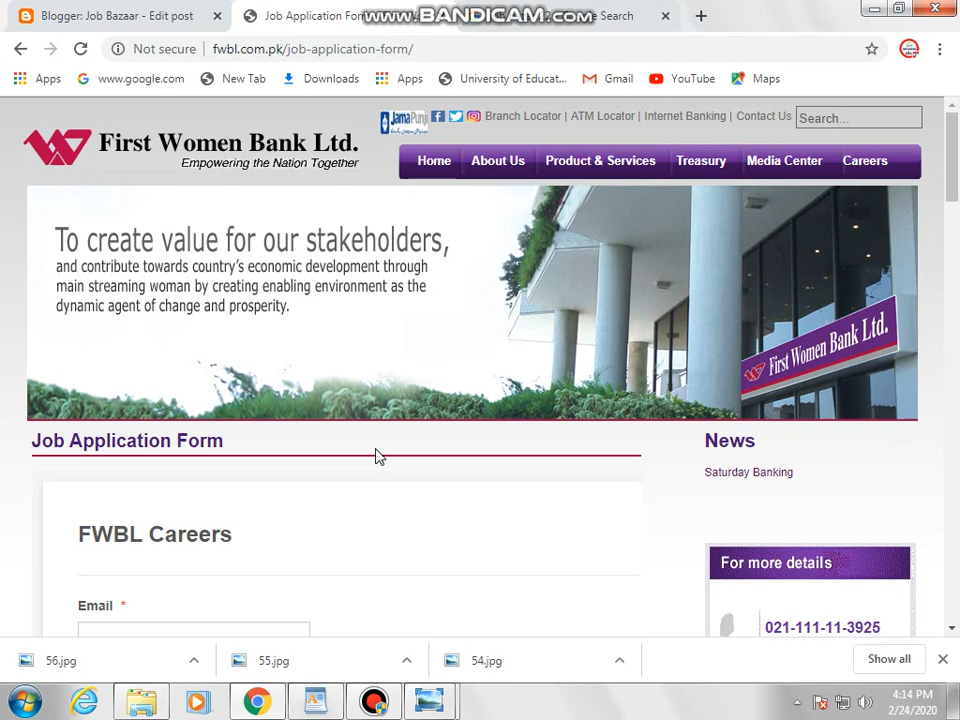 Blogger: Job Bazaar - Edit post
Job Application For
www.BANDICAM.com
e Search
Not secure
fwbl.com.pk/job-application-form/
Apps
www.google.com
New Tab
Downloads
Apps
University of Educat...
Gmail
YouTube
Maps
JamaPunji
Branch Locator | ATM Locator | Internet Banking | Contact Us
Search...
First Women Bank Ltd.
Empowering the Nation Together
Home
About Us
Product & Services
Treasury
Media Center
Careers
To create value for our stakeholders,
and contribute towards country's economic development through
main streaming woman by creating enabling environment as the
dynamic agent of change and prosperity.
First Women Bank Ltd.
Job Application Form
News
Saturday Banking
FWBL Careers
For more details
Email *
021-111-11-3925
56.jpg
55.jpg
54.jpg
Show all
4:14 PM
2/24/2020